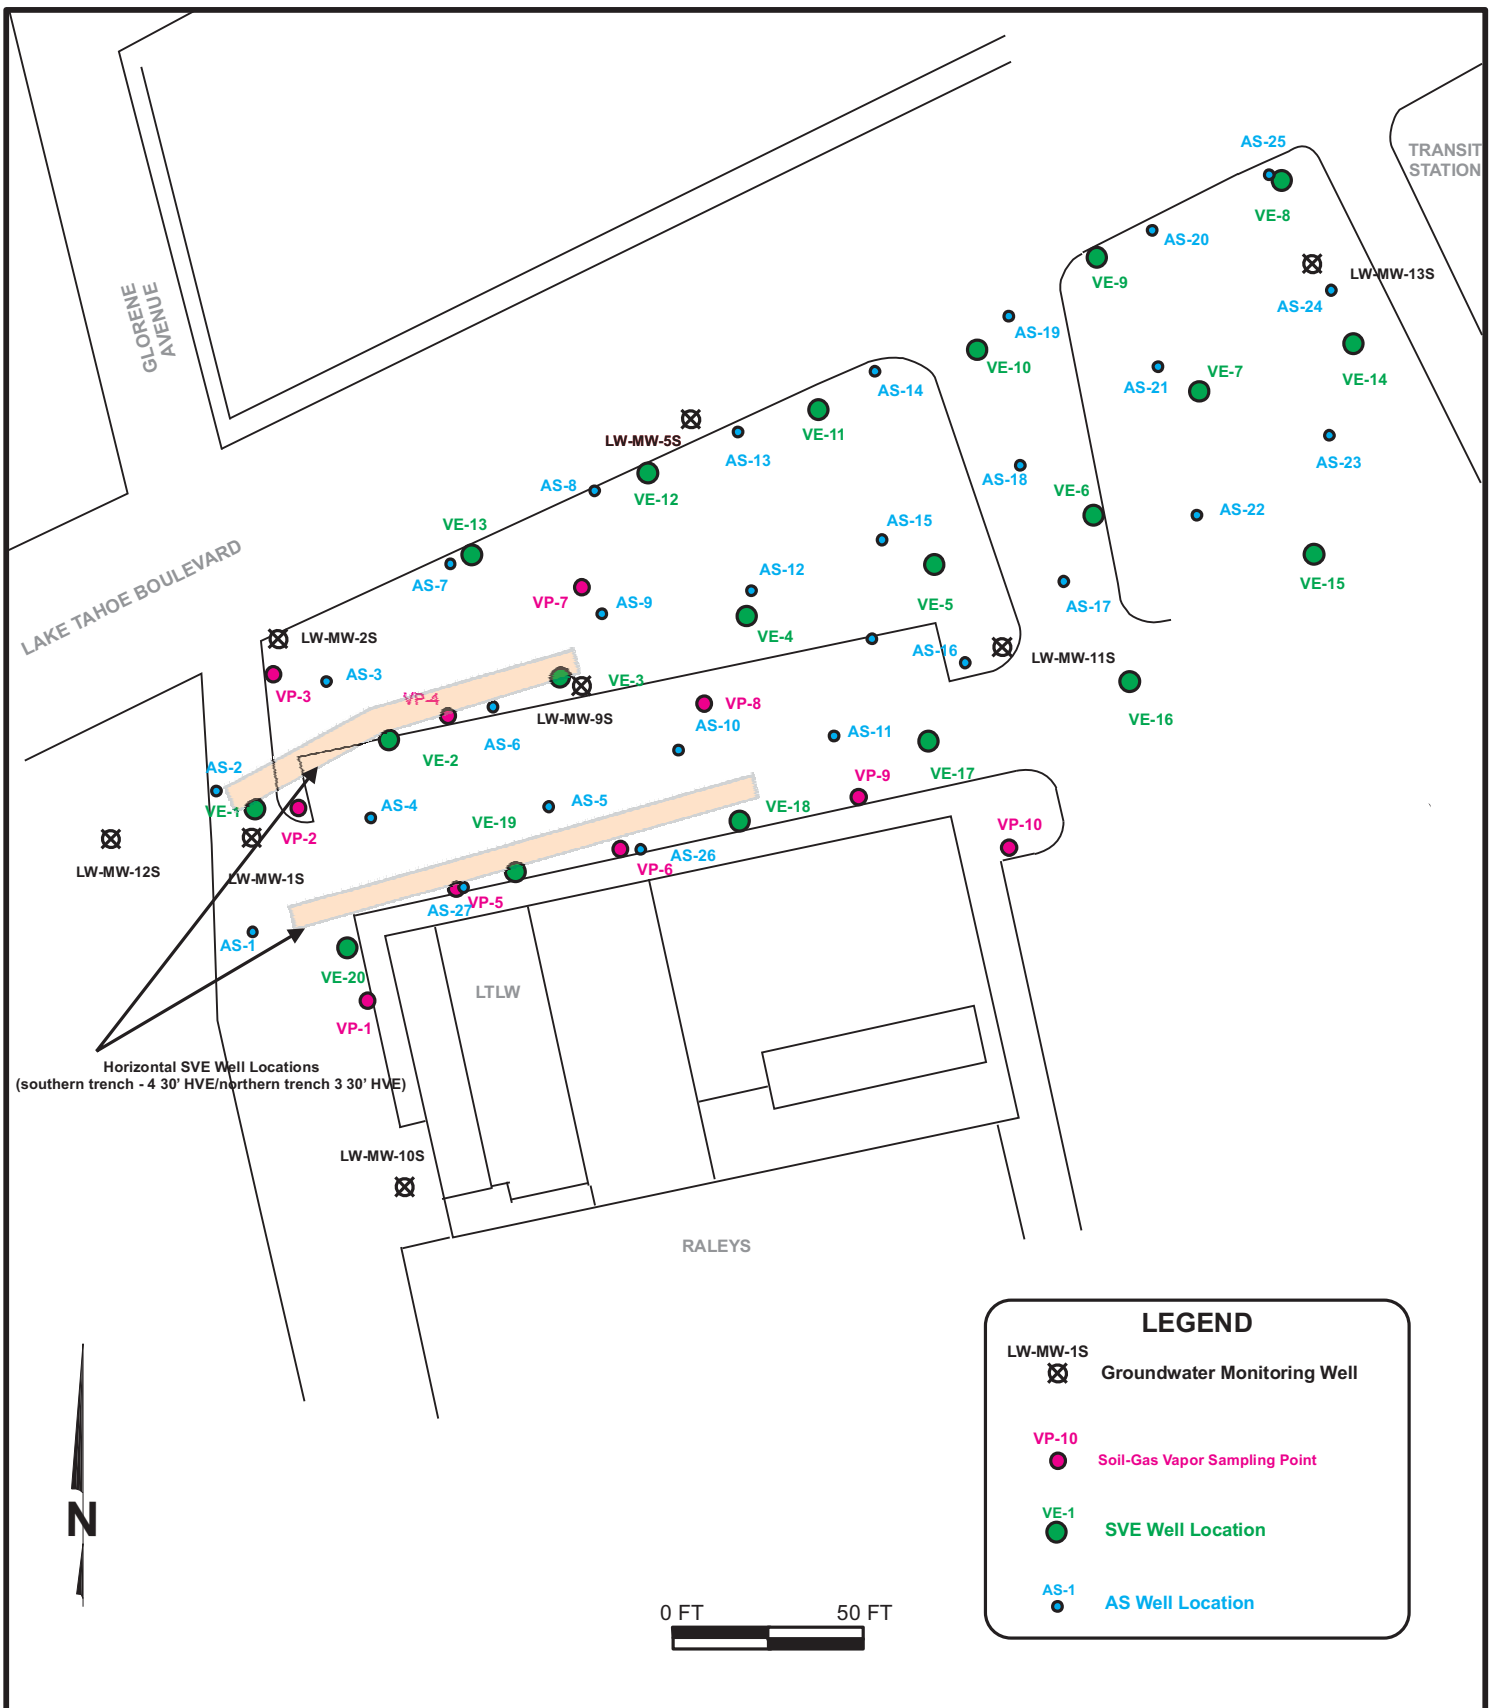 AS-25
TRANSIT
STATION
VE-8
AS-20
LW-MW-13S
VE-9
AS-24
GLORENE
AVENUE
AS-19
VE-14
VE-10
VE-7
AS-21
AS-14
LW-MW-5S
VE-11
AS-13
AS-23
AS-18
AS-8
VE-12
VE-6
AS-22
AS-15
VE-13
LAKE TAHOE BOULEVARD
AS-7
AS-12
VE-15
VP-7
AS-9
VE-5
AS-17
VE-4
LW-MW-2S
AS-16
LW-MW-11S
AS-3
VE-3
VP-3
VP-4
VP-8
LW-MW-9S
VE-16
AS-10
AS-11
AS-6
VE-2
AS-2
VE-17
VP-9
AS-5
AS-4
VE-18
VE-1
VE-19
VP-10
VP-2
AS-26
LW-MW-12S
VP-6
LW-MW-1S
VP-5
AS-27
AS-1
VE-20
LTLW
VP-1
Horizontal SVE Well Locations
(southern trench - 4 30' HVE/northern trench 3 30' HVE)
LW-MW-10S
RALEYS
LEGEND
LW-MW-1S
Groundwater Monitoring Well
VP-10
Soil-Gas Vapor Sampling Point
VE-1
SVE Well Location
AS-1
AS Well Location
N
0 FT
50 FT